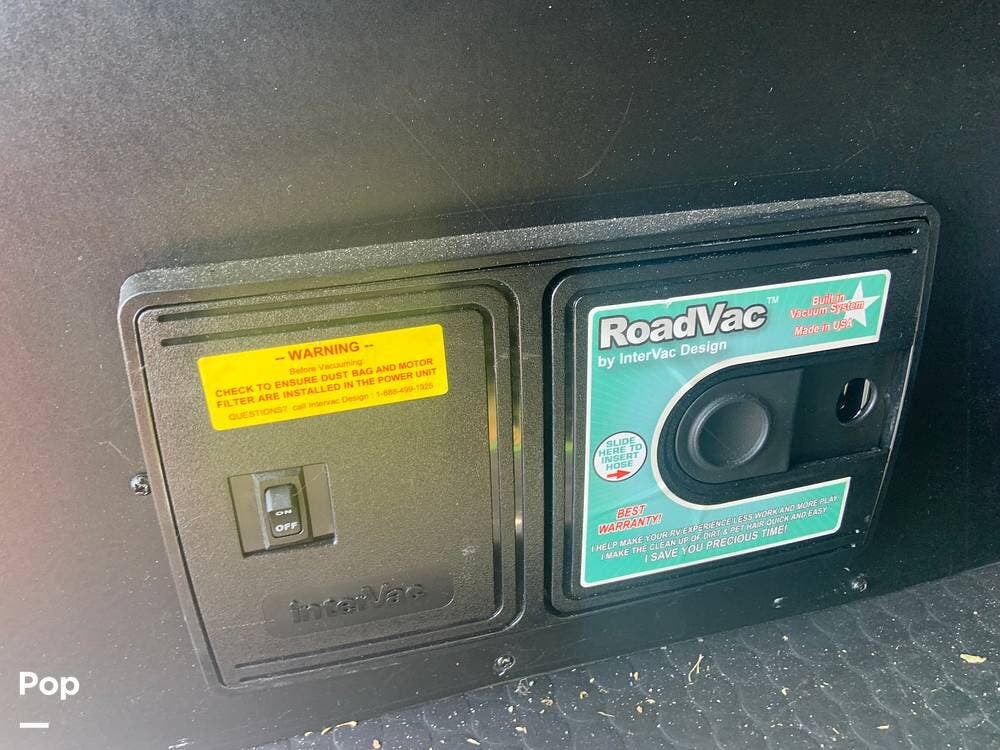 -- WARNING --
Before Vacuuming:
CHECK TO ENSURE DUST BAG AND MOTOR
FILTER ARE INSTALLED IN THE POWER UNIT
QUESTIONS? call Intervac Design : 1-888-499-1925
ON
OFF
interVac
RoadVac™
by InterVac Design
Built in
Vacuum System
Made in USA
SLIDE
HERE TO
INSERT
HOSE
BEST
WARRANTY!
I HELP MAKE YOUR RV EXPERIENCE LESS WORK AND MORE PLAY
I MAKE THE CLEAN UP OF DIRT & PET HAIR QUICK AND EASY
I SAVE YOU PRECIOUS TIME!
Pop